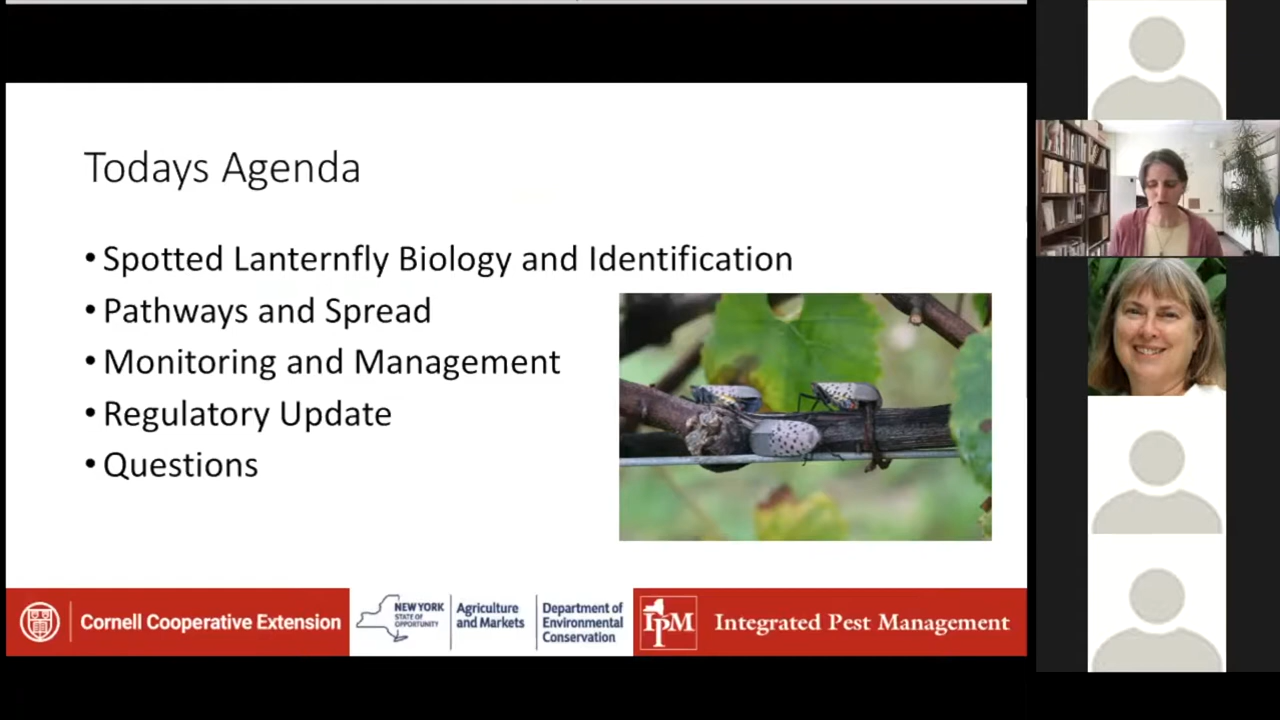 Todays Agenda
• Spotted Lanternfly Biology and Identification
• Pathways and Spread
• Monitoring and Management
• Regulatory Update
• Questions
Cornell Cooperative Extension
NEW YORK
STATE OF
OPPORTUNITY
Agriculture
and Markets
Department of
Environmental
Conservation
IPM
Integrated Pest Management